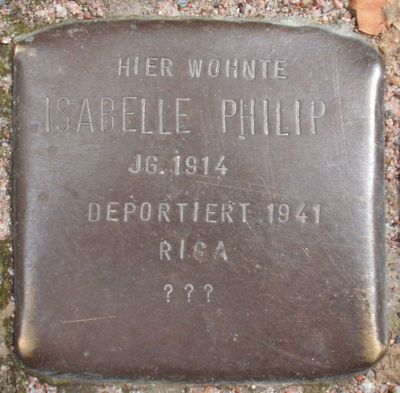 HIER WOHNTE
ISABELLE PHILIP
JG. 1914
DEPORTIERT 1941
RIGA
???